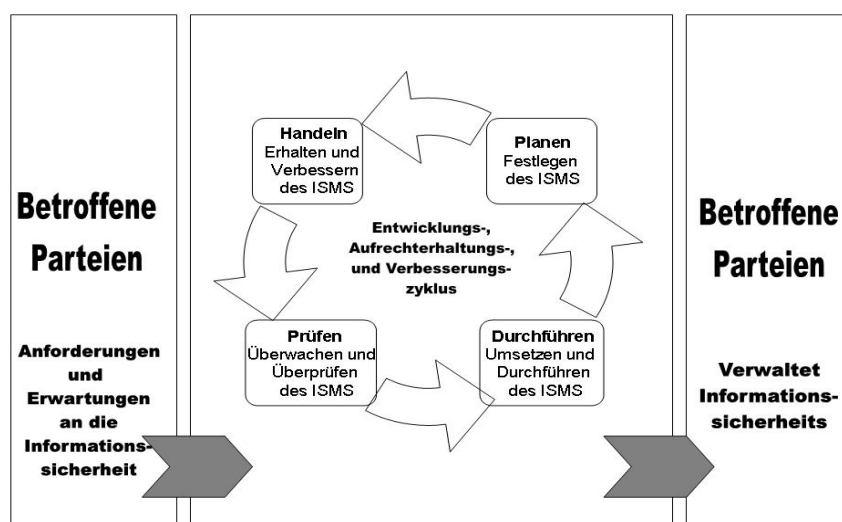 Betroffene
Parteien
Anforderungen
und
Erwartungen
an die
Informations-
sicherheit
Handeln
Erhalten und
Verbessern
des ISMS
Planen
Festlegen
des ISMS
Entwicklungs-,
Aufrechterhaltungs-,
und Verbesserungs-
zyklus
Prüfen
Überwachen und
Überprüfen
des ISMS
Durchführen
Umsetzen und
Durchführen
des ISMS
Betroffene
Parteien
Verwaltet
Informations-
sicherheits